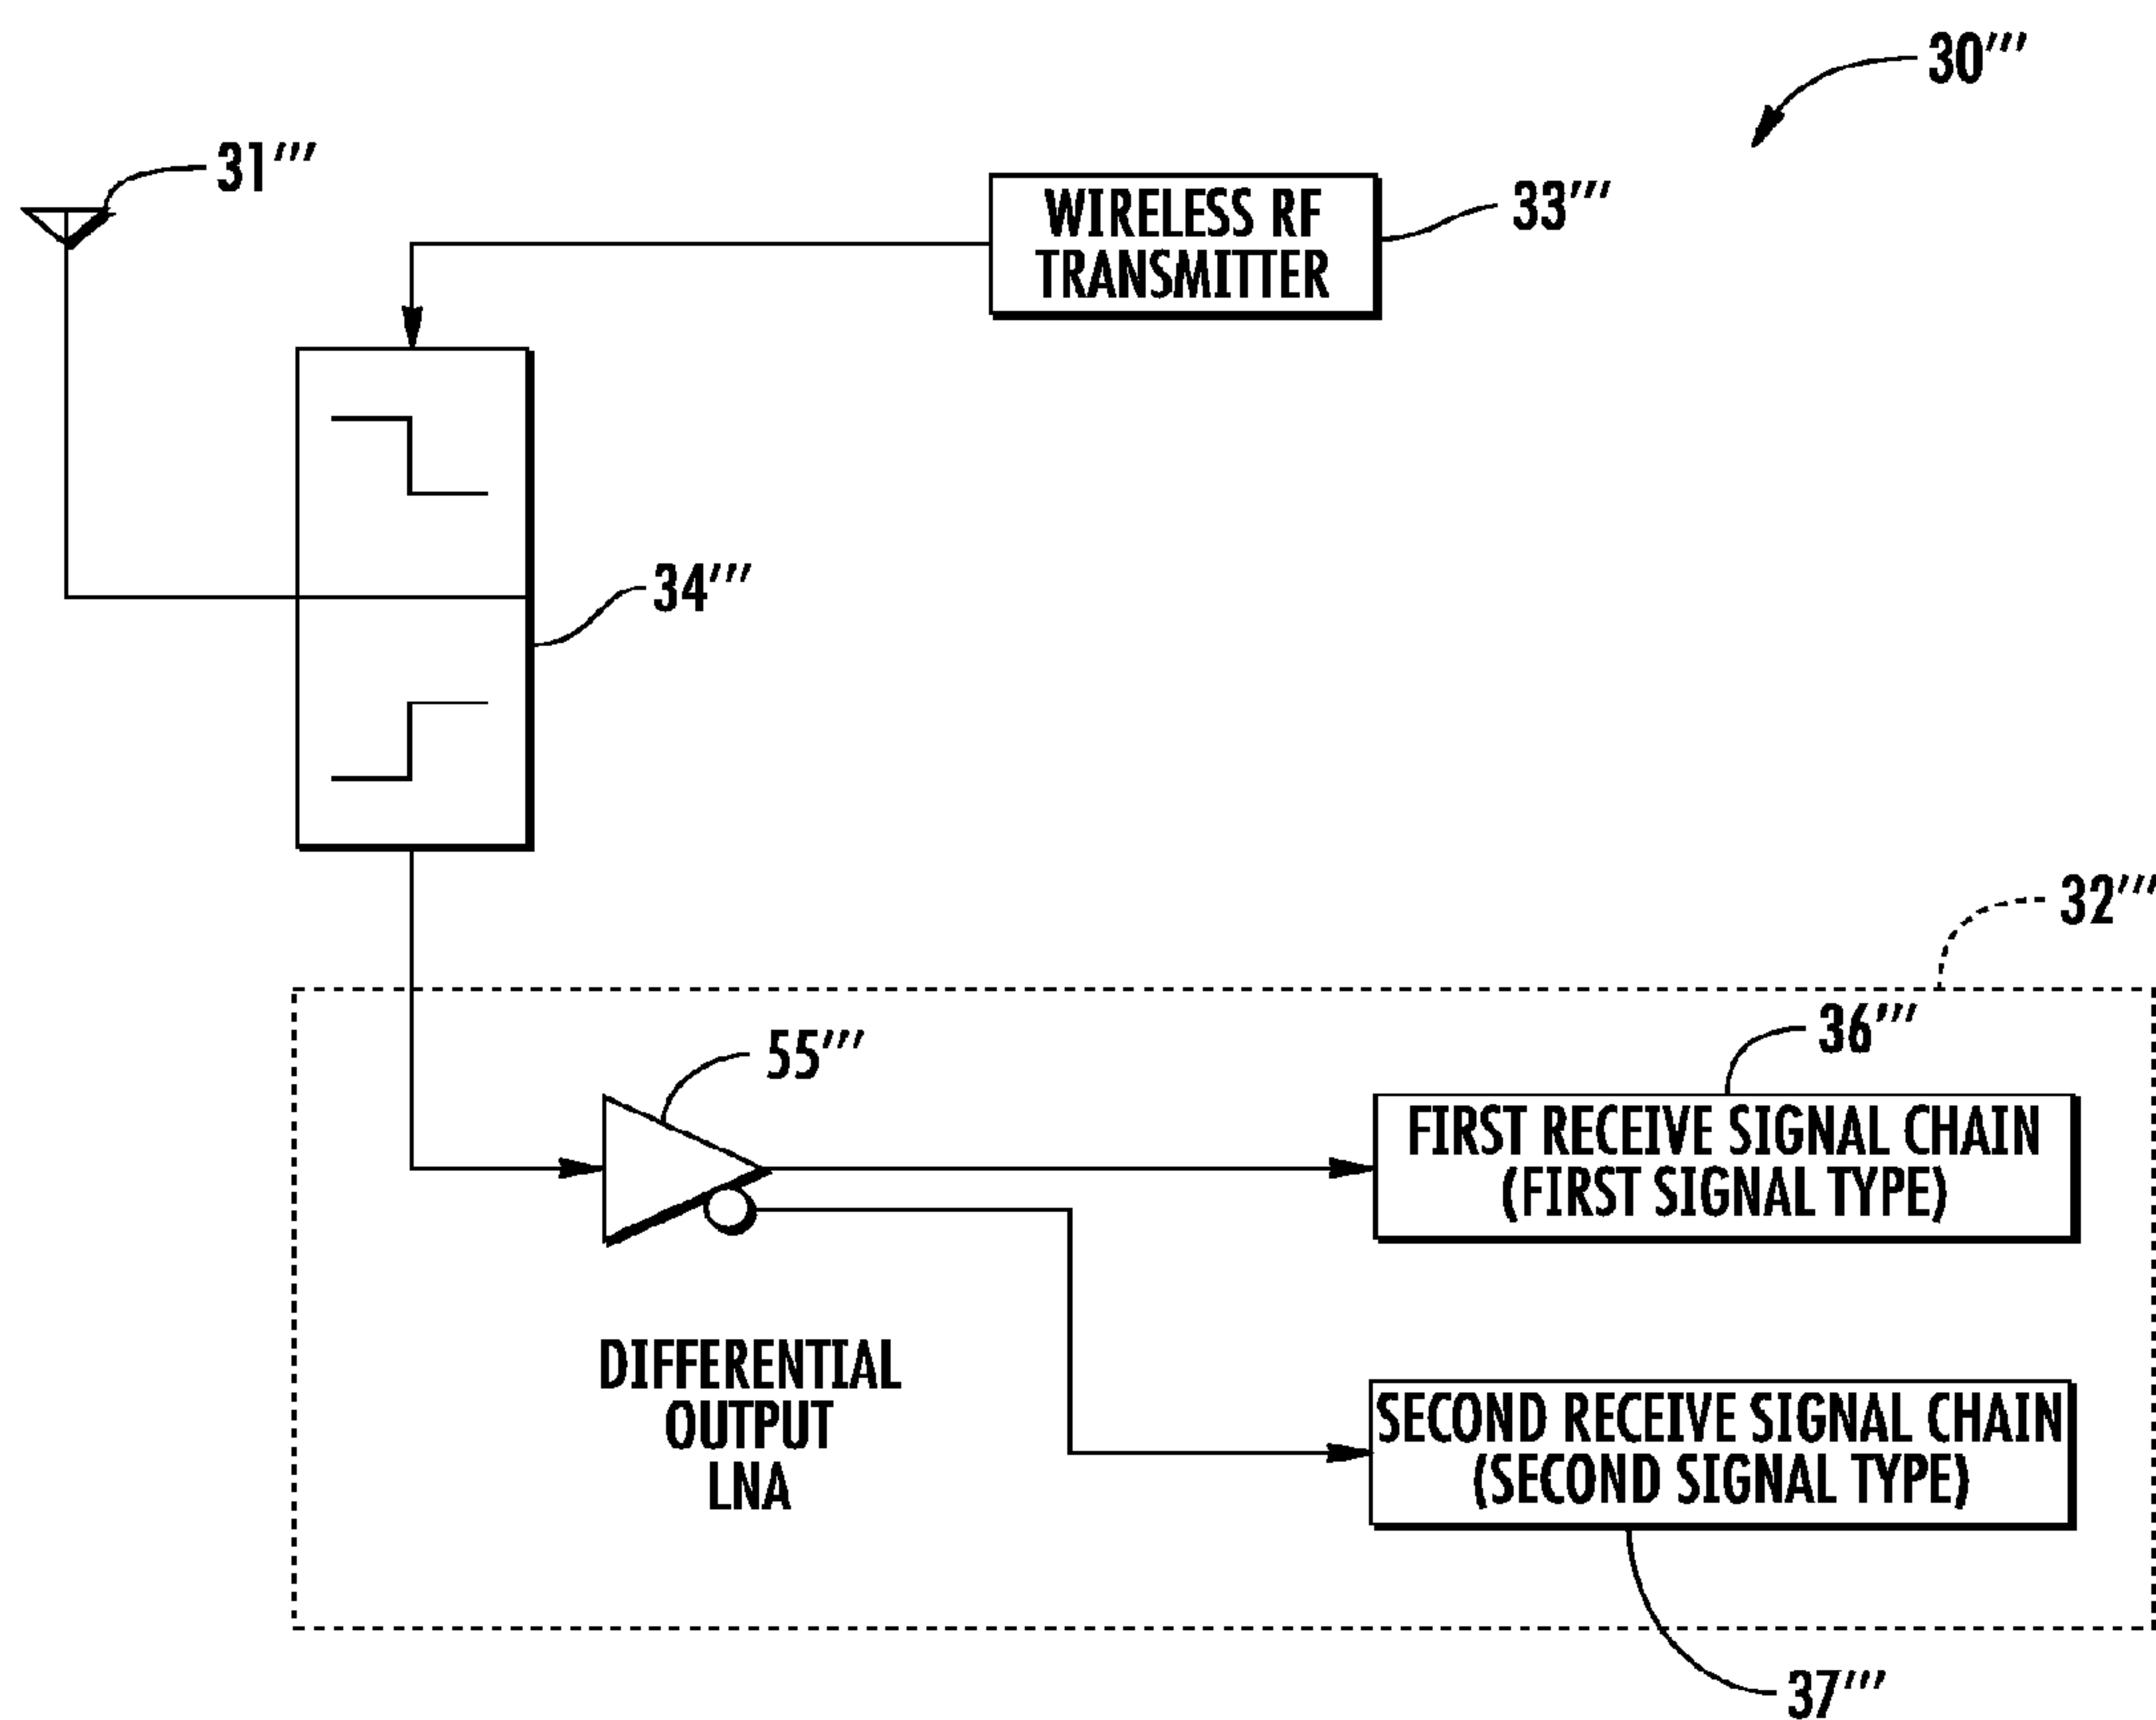 30‴
31‴
WIRELESS RF
TRANSMITTER
33‴
34‴
32‴
36‴
55‴
FIRST RECEIVE SIGNAL CHAIN
(FIRST SIGNAL TYPE)
DIFFERENTIAL
OUTPUT
LNA
SECOND RECEIVE SIGNAL CHAIN
(SECOND SIGNAL TYPE)
37‴